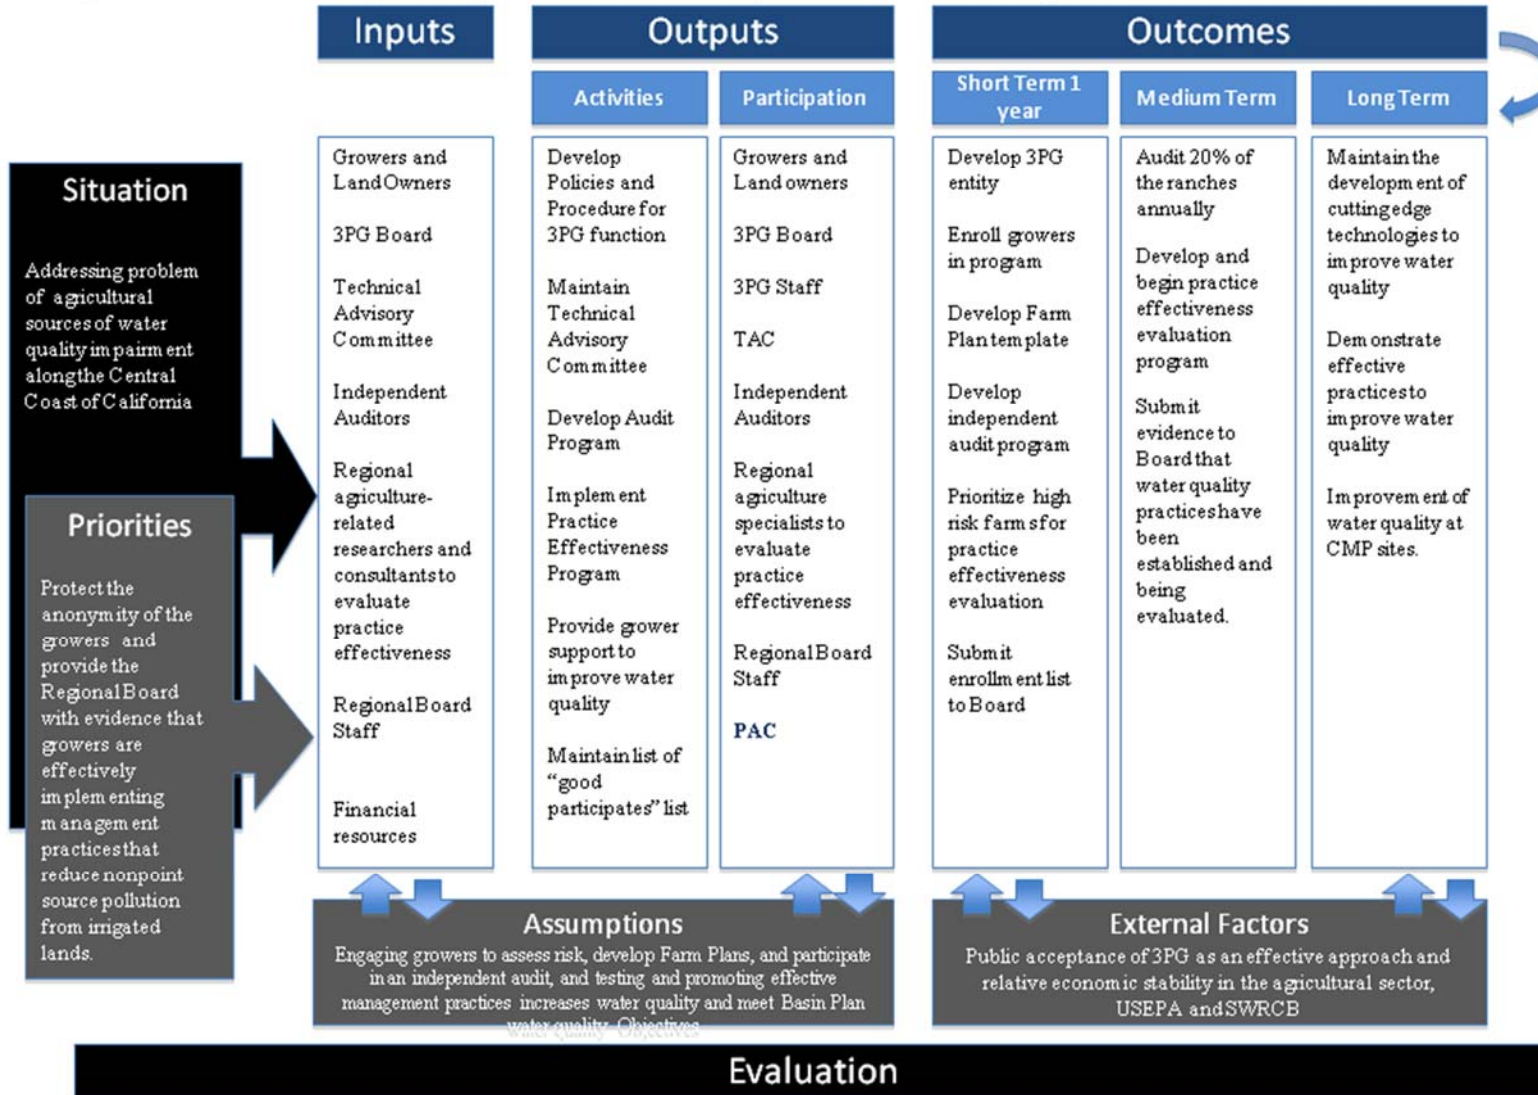 Inputs
Outputs
Outcomes
Activities
Participation
Short Term 1
year
Medium Term
Long Term
Situation
Addressing problem
of agricultural
sources of water
quality impairment
along the Central
Coast of California
Priorities
Protect the
anonymity of the
growers and
provide the
Regional Board
with evidence that
growers are
effectively
implementing
management
practices that
reduce nonpoint
source pollution
from irrigated
lands.
Growers and
Land Owners
3PG Board
Technical
Advisory
Committee
Independent
Auditors
Regional
agriculture-
related
researchers and
consultants to
evaluate
practice
effectiveness
Regional Board
Staff
Financial
resources
Develop
Policies and
Procedure for
3PG function
Maintain
Technical
Advisory
Committee
Develop Audit
Program
Implement
Practice
Effectiveness
Program
Provide grower
support to
improve water
quality
Maintain list of
“good
participates” list
Growers and
Land owners
3PG Board
3PG Staff
TAC
Independent
Auditors
Regional
agriculture
specialists to
evaluate
practice
effectiveness
Regional Board
Staff
PAC
Develop 3PG
entity
Enroll growers
in program
Develop Farm
Plan template
Develop
independent
audit program
Prioritize high
risk farms for
practice
effectiveness
evaluation
Submit
enrollment list
to Board
Audit 20% of
the ranches
annually
Develop and
begin practice
effectiveness
evaluation
program
Submit
evidence to
Board that
water quality
practices have
been
established and
being
evaluated.
Maintain the
development of
cutting edge
technologies to
improve water
quality
Demonstrate
effective
practices to
improve water
quality
Improvement of
water quality at
CMP sites.
Assumptions
Engaging growers to assess risk, develop Farm Plans, and participate
in an independent audit, and testing and promoting effective
management practices increases water quality and meet Basin Plan
water quality Objectives
External Factors
Public acceptance of 3PG as an effective approach and
relative economic stability in the agricultural sector,
USEPA and SWRCB
Evaluation